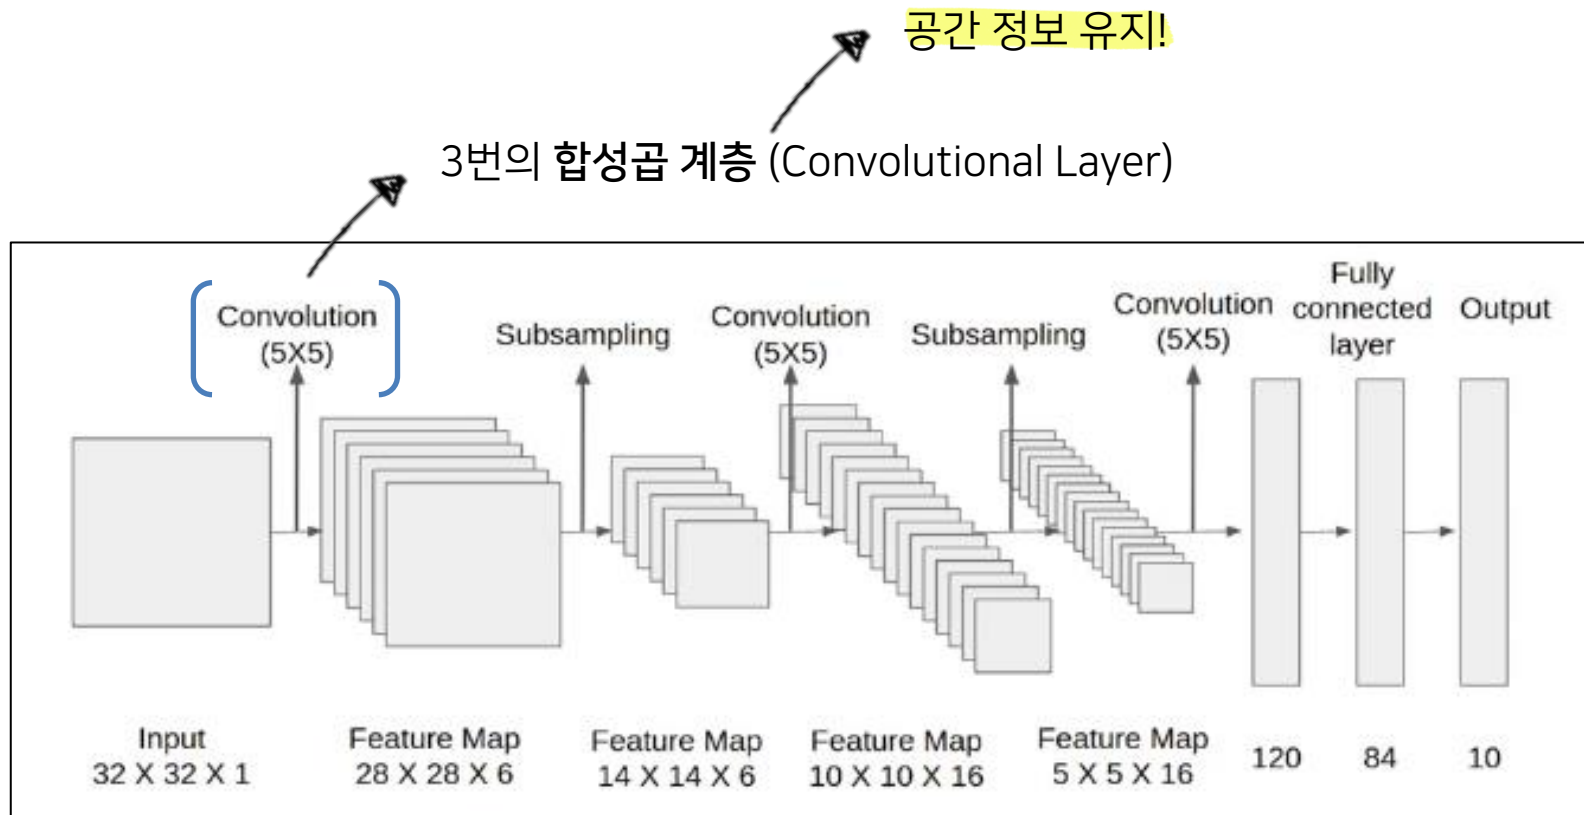 공간 정보 유지!
3번의 합성곱 계층 (Convolutional Layer)
Convolution
(5X5)
Subsampling
Convolution
(5X5)
Subsampling
Convolution
(5X5)
Fully
connected
layer
Output
Input
32 X 32 X 1
Feature Map
28 X 28 X 6
Feature Map
14 X 14 X 6
Feature Map
10 X 10 X 16
Feature Map
5 X 5 X 16
120
84
10